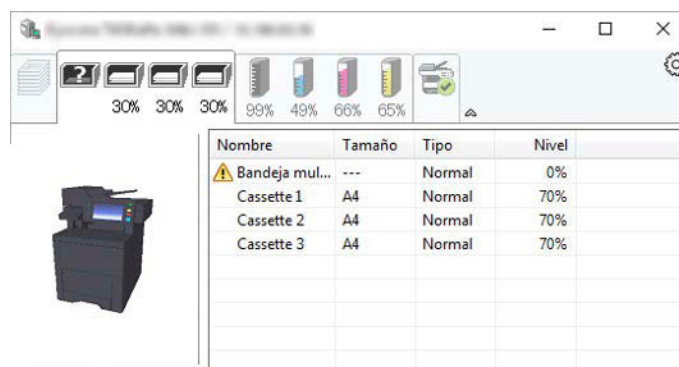 ?
30% 30% 30% 99% 49% 66% 65%
Nombre Tamaño Tipo Nivel
Bandeja mul... --- Normal 0%
Cassette 1 A4 Normal 70%
Cassette 2 A4 Normal 70%
Cassette 3 A4 Normal 70%